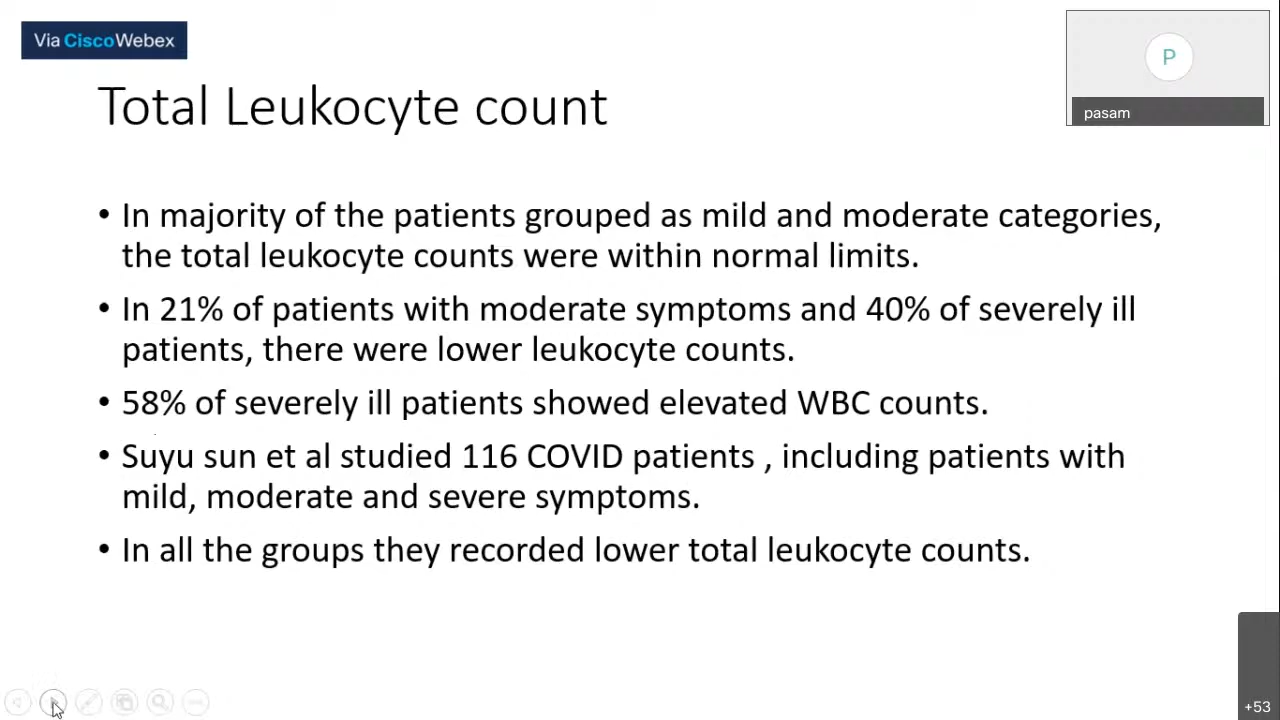 Via CiscoWebex
P
pasam
Total Leukocyte count
• In majority of the patients grouped as mild and moderate categories,
the total leukocyte counts were within normal limits.
• In 21% of patients with moderate symptoms and 40% of severely ill
patients, there were lower leukocyte counts.
• 58% of severely ill patients showed elevated WBC counts.
• Suyu sun et al studied 116 COVID patients , including patients with
mild, moderate and severe symptoms.
• In all the groups they recorded lower total leukocyte counts.
+53